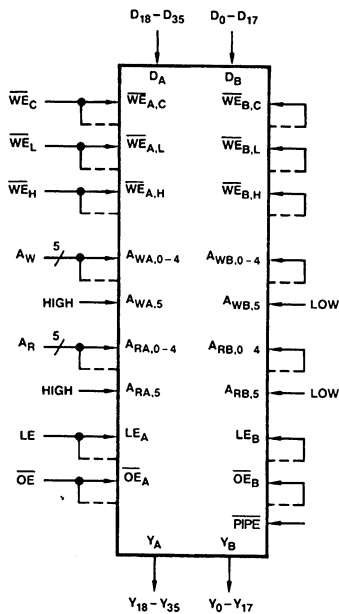 D18–D35 D0–D17
DA DB
WEC WEA,C WEB,C
WEL WEA,L WEB,L
WEH WEA,H WEB,H
AW 5 AWA,0–4 AWB,0–4
HIGH AWA,5 AWB,5 LOW
AR 5 ARA,0–4 ARB,0 4
HIGH ARA,5 ARB,5 LOW
LE LEA LEB
OE OEA OEB
PIPE
YA YB
Y18–Y35 Y0–Y17